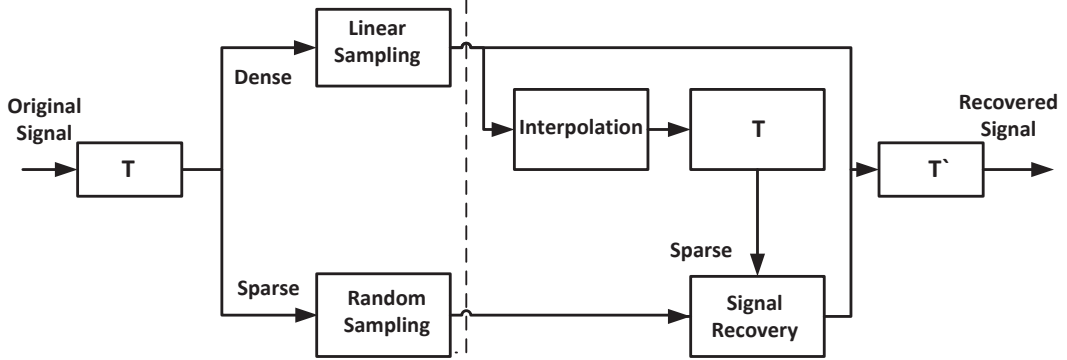 Linear
Sampling
Dense
Original
Signal
T
Interpolation
T
Recovered
Signal
T`
Sparse
Sparse
Random
Sampling
Signal
Recovery